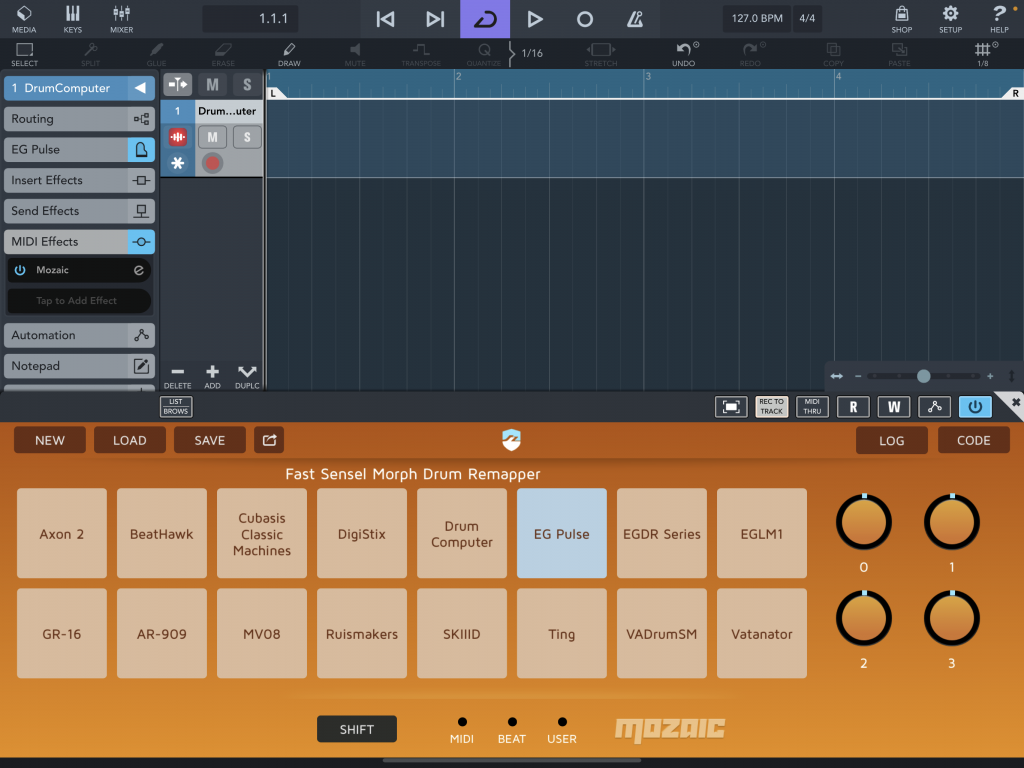 1.1.1
127.0 BPM
4/4
MEDIA
KEYS
MIXER
SHOP
SETUP
HELP
SELECT
SPLIT
GLUE
ERASE
DRAW
MUTE
TRANSPOSE
QUANTIZE
1/16
STRETCH
UNDO
REDO
COPY
PASTE
1/8
1 DrumComputer
M
S
1
2
3
4
L
R
Routing
1
Drum...uter
EG Pulse
M
S
Insert Effects
Send Effects
MIDI Effects
Mozaic
Tap to Add Effect
Automation
Notepad
DELETE
ADD
DUPLC
LIST
BROWS
REC TO
TRACK
MIDI
THRU
R
W
NEW
LOAD
SAVE
LOG
CODE
Fast Sensel Morph Drum Remapper
Axon 2
BeatHawk
Cubasis
Classic
Machines
DigiStix
Drum
Computer
EG Pulse
EGDR Series
EGLM1
0
1
GR-16
AR-909
MV08
Ruismakers
SKIIID
Ting
VADrumSM
Vatanator
2
3
SHIFT
MIDI
BEAT
USER
MOZAIC